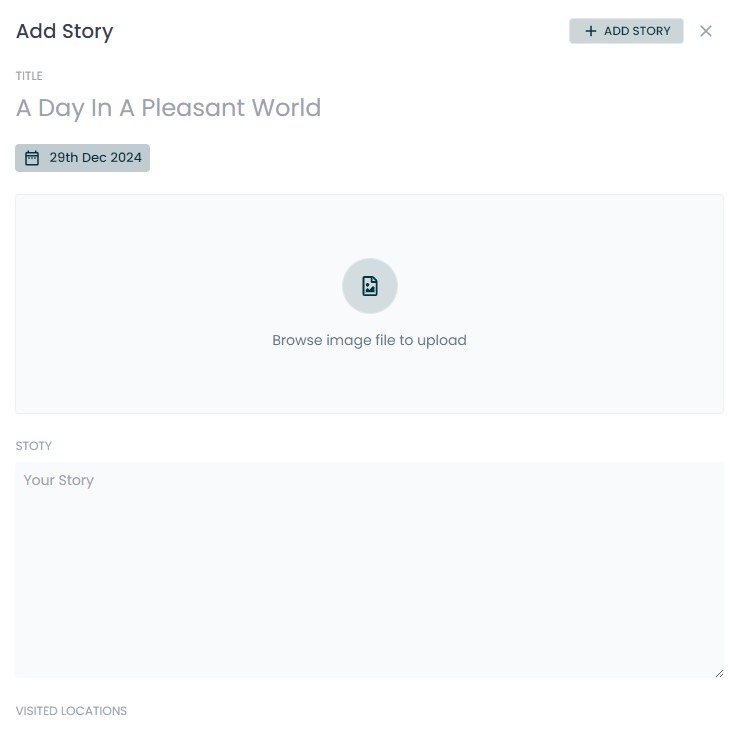 Add Story
ADD STORY
TITLE
A Day In A Pleasant World
29th Dec 2024
Browse image file to upload
STOTY
Your Story
VISITED LOCATIONS